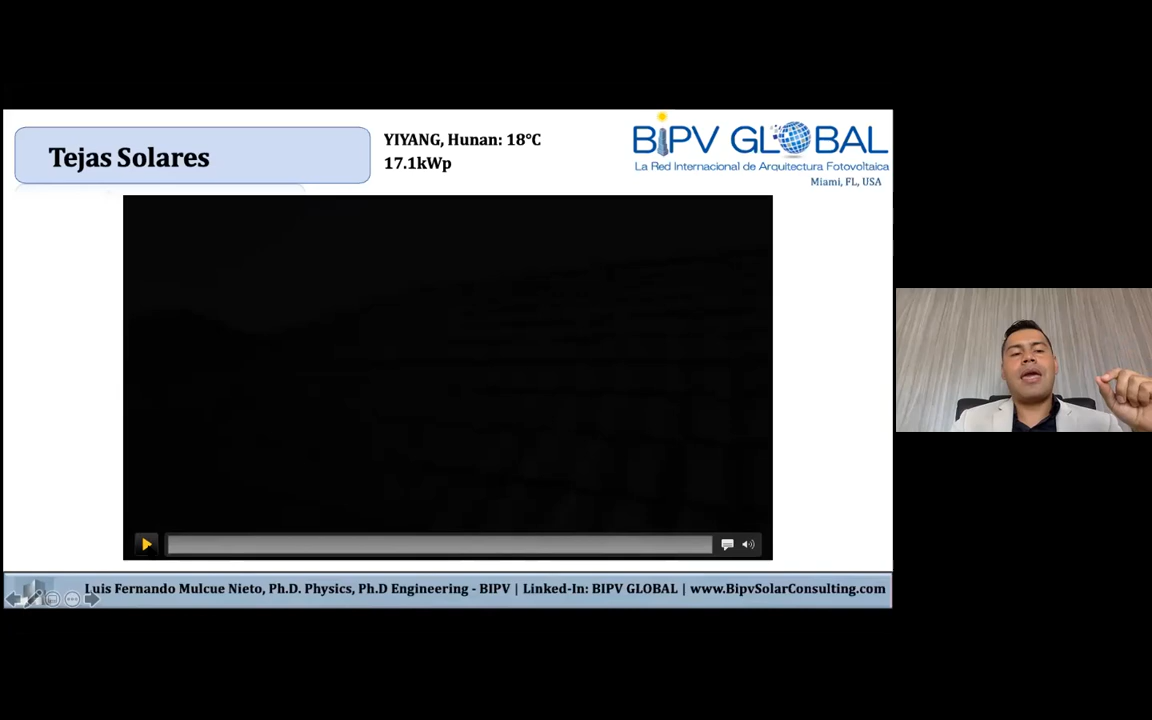 Tejas Solares
YIYANG, Hunan: 18°C
17.1kWp
BIPV GLOBAL
La Red Internacional de Arquitectura Fotovoltaica
Miami, FL, USA
Luis Fernando Mulcue Nieto, Ph.D. Physics, Ph.D Engineering - BIPV | Linked-In: BIPV GLOBAL | www.BipvSolarConsulting.com